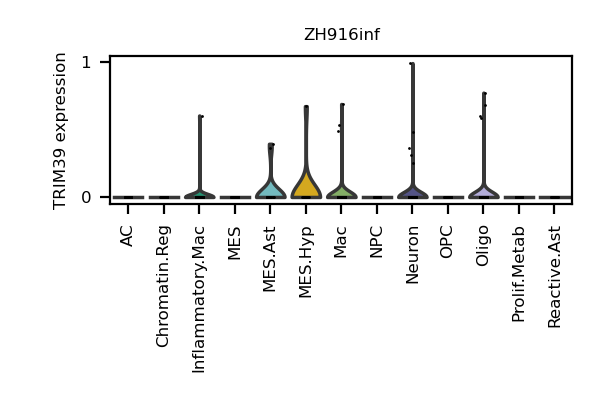 ZH916inf
TRIM39 expression
1
0
AC
Chromatin.Reg
Inflammatory.Mac
MES
MES.Ast
MES.Hyp
Mac
NPC
Neuron
OPC
Oligo
Prolif.Metab
Reactive.Ast